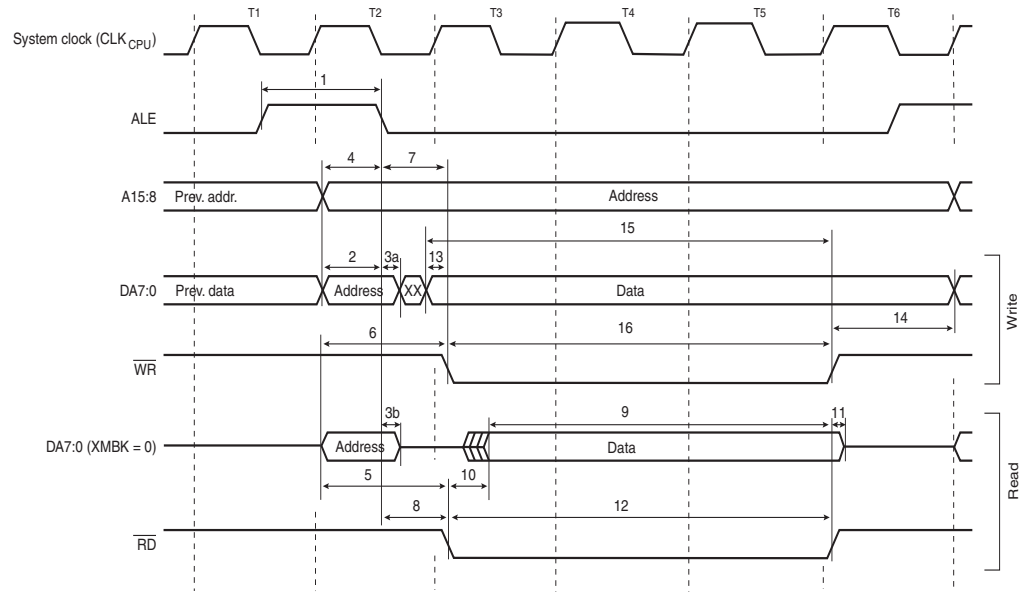 T1 T2 T3 T4 T5 T6
System clock (CLKCPU)
1
ALE
4 7
A15:8 Prev. addr. Address
15
2 3a 13
DA7:0 Prev. data Address XX Data
6 16 14
WR
Write
3b 9 11
DA7:0 (XMBK = 0) Address Data
5 10
8 12
RD
Read